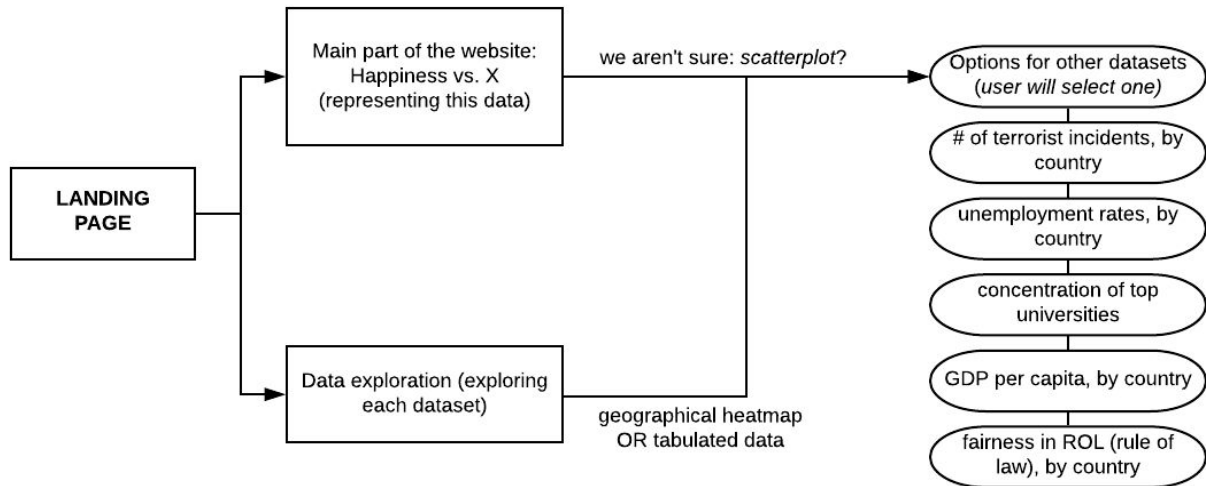 Main part of the website:
Happiness vs. X
(representing this data)
we aren't sure: scatterplot?
Options for other datasets
(user will select one)
# of terrorist incidents, by
country
LANDING
PAGE
unemployment rates, by
country
concentration of top
universities
Data exploration (exploring
each dataset)
geographical heatmap
OR tabulated data
GDP per capita, by country
fairness in ROL (rule of
law), by country